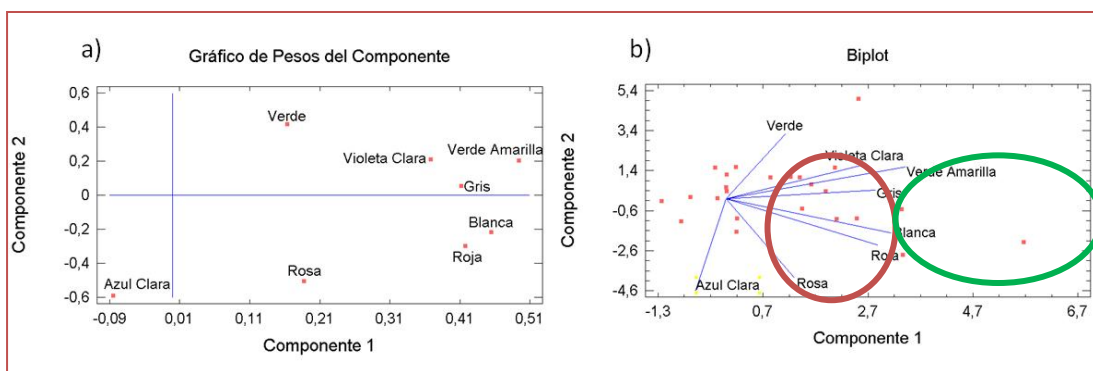 a)
Gráfico de Pesos del Componente
Componente 2
0,6
0,4
0,2
0
-0,2
-0,4
-0,6
Verde
Violeta Clara
Verde Amarilla
Gris
Blanca
Roja
Rosa
Azul Clara
-0,09
0,01
0,11
0,21
0,31
0,41
0,51
Componente 1
b)
Biplot
Componente 2
5,4
3,4
1,4
-0,6
-2,6
-4,6
Verde
Violeta Clara
Verde Amarilla
Gris
Blanca
Roja
Rosa
Azul Clara
-1,3
0,7
2,7
4,7
6,7
Componente 1